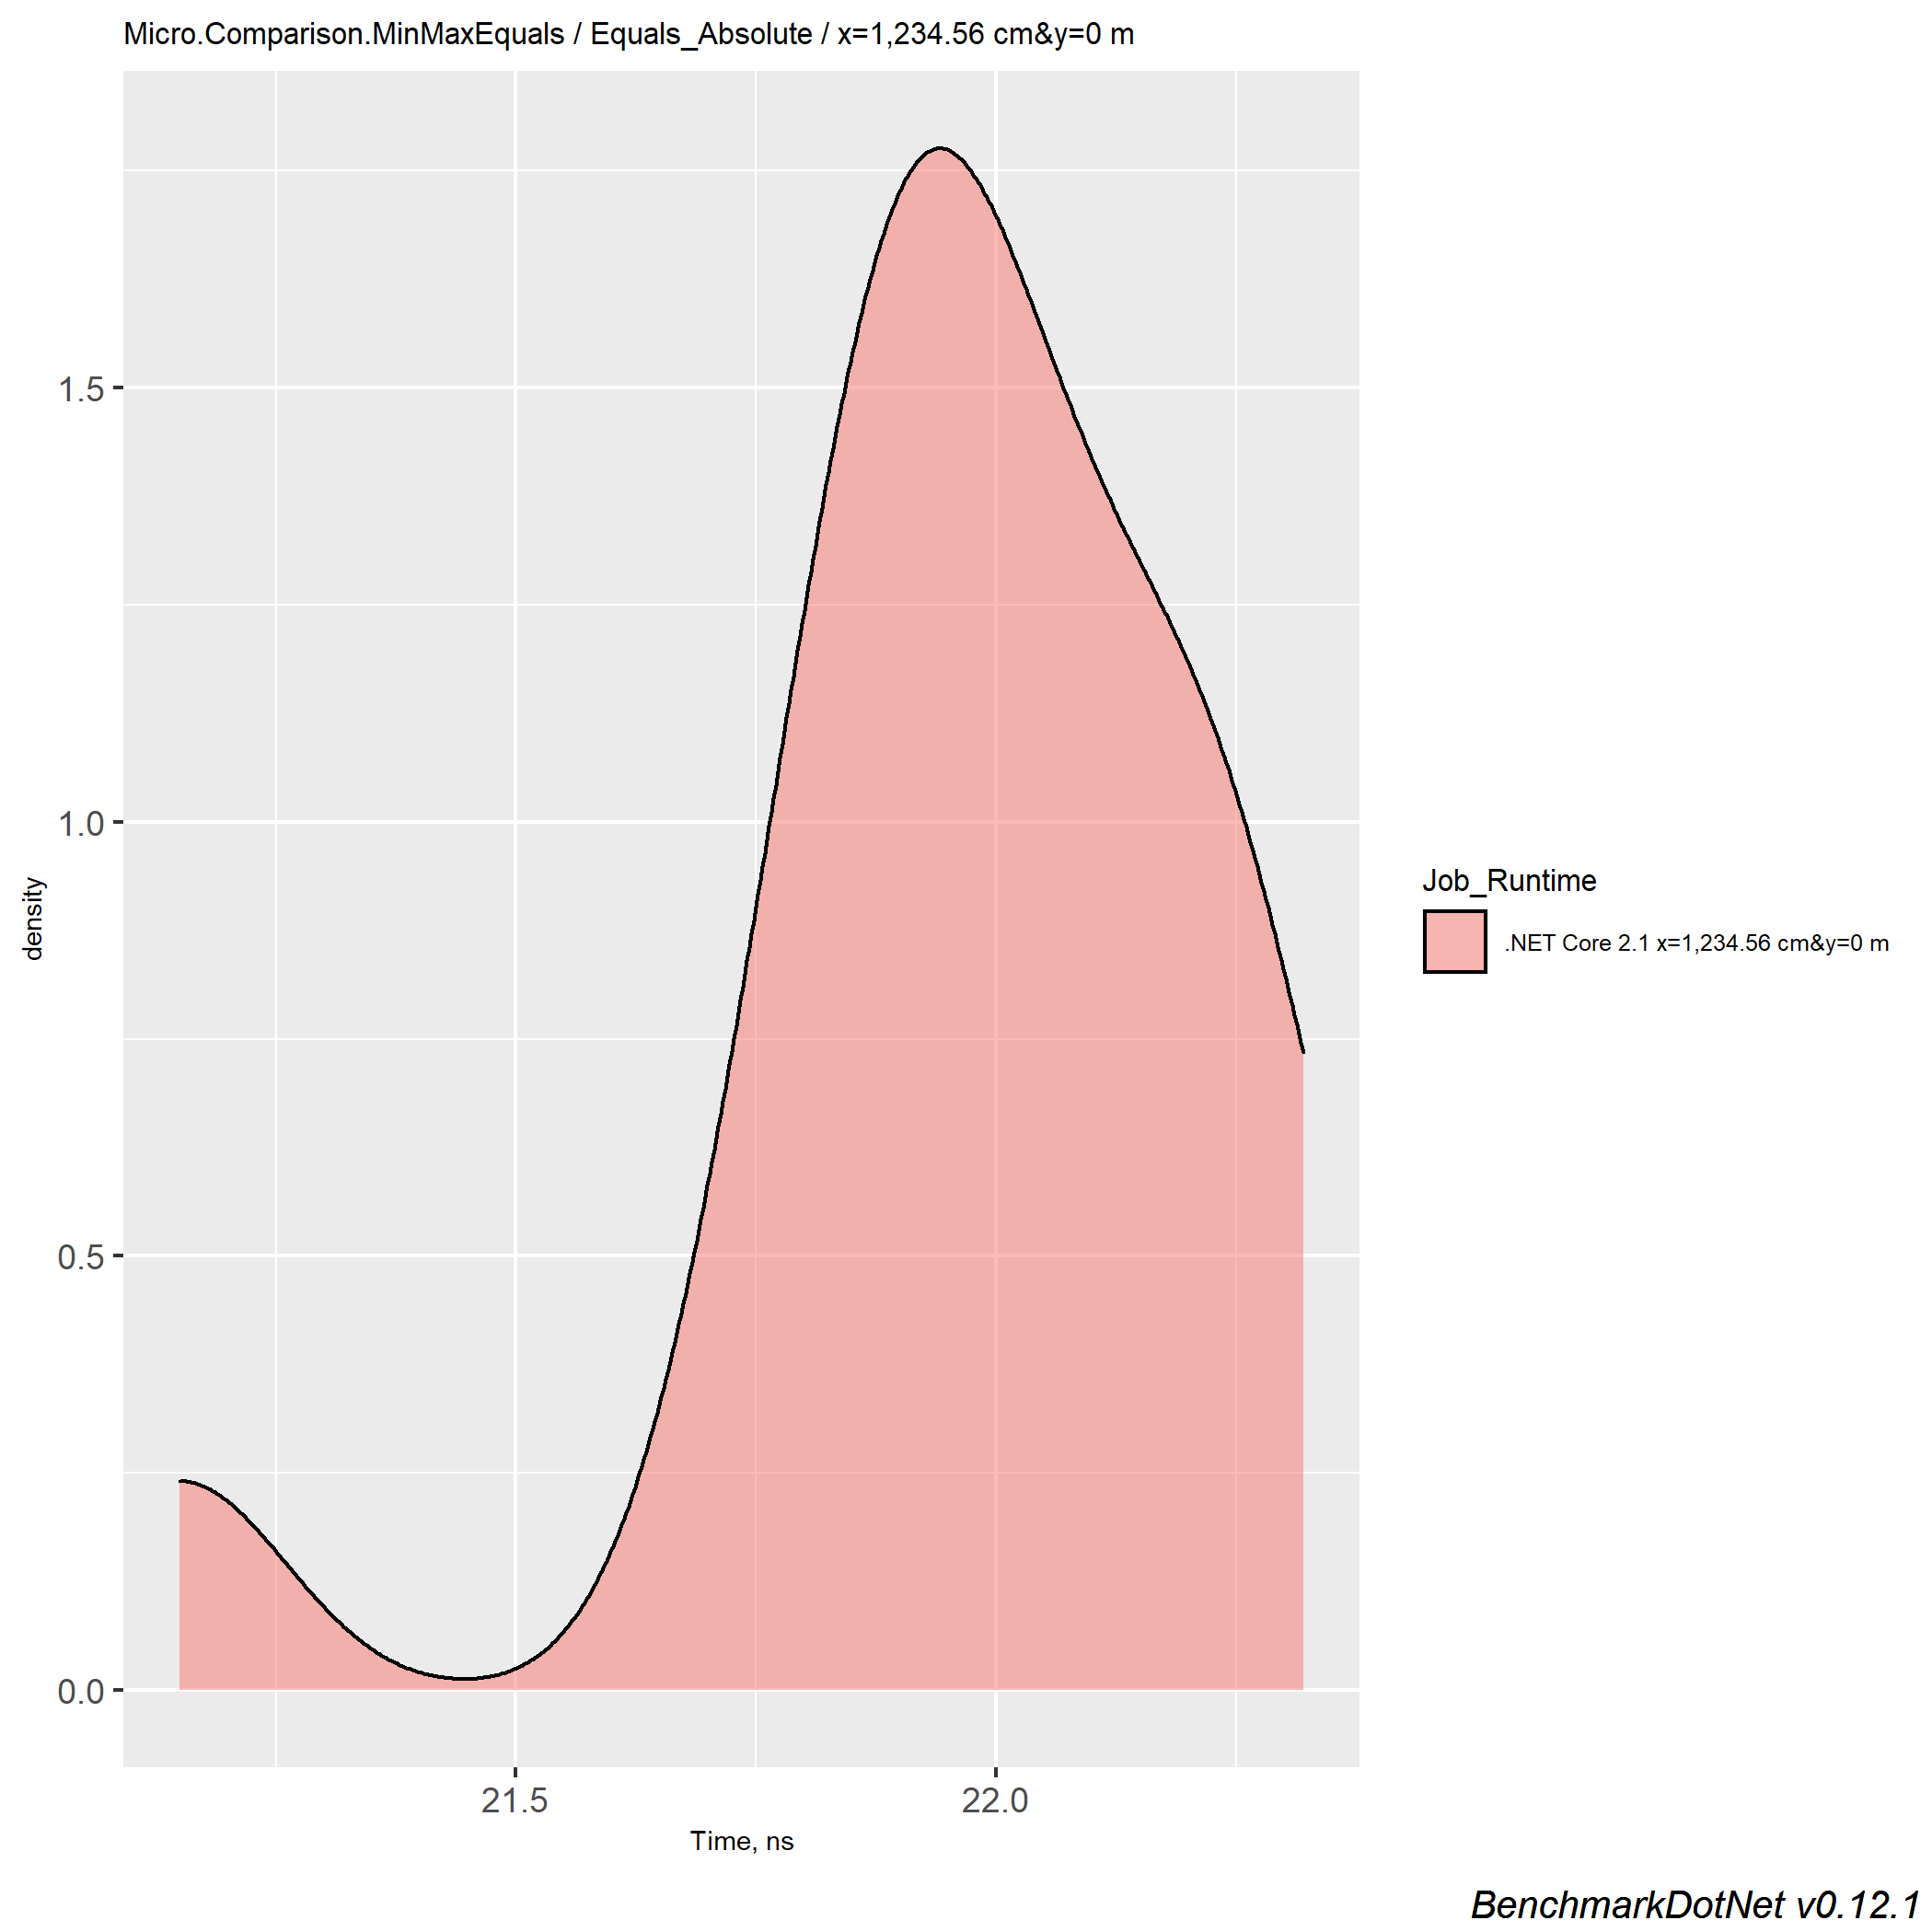 Micro.Comparison.MinMaxEquals / Equals_Absolute / x=1,234.56 cm&y=0 m
1.5
1.0
0.5
0.0
density
21.5 22.0
Time, ns
Job_Runtime
.NET Core 2.1 x=1,234.56 cm&y=0 m
BenchmarkDotNet v0.12.1